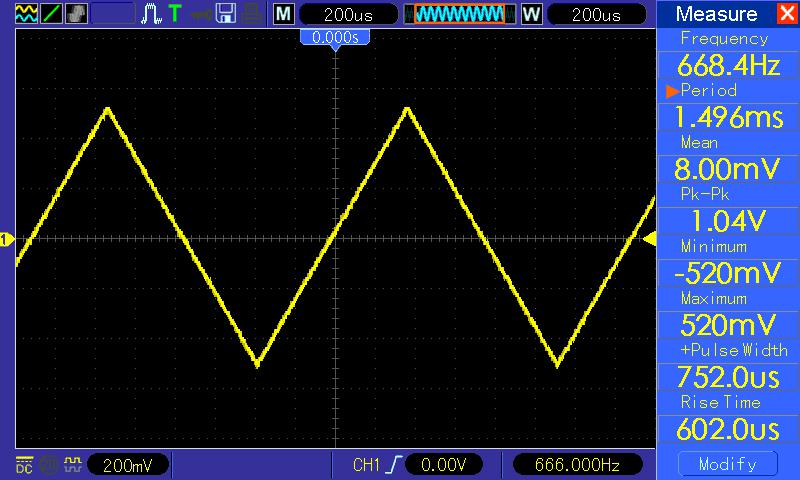 T M 200us W 200us Measure
0.000s
Frequency
668.4Hz
Period
1.496ms
Mean
8.00mV
Pk-Pk
1.04V
Minimum
-520mV
Maximum
520mV
+Pulse Width
752.0us
Rise Time
602.0us
Modify
1
DC 200mV CH1 0.00V 666.000Hz